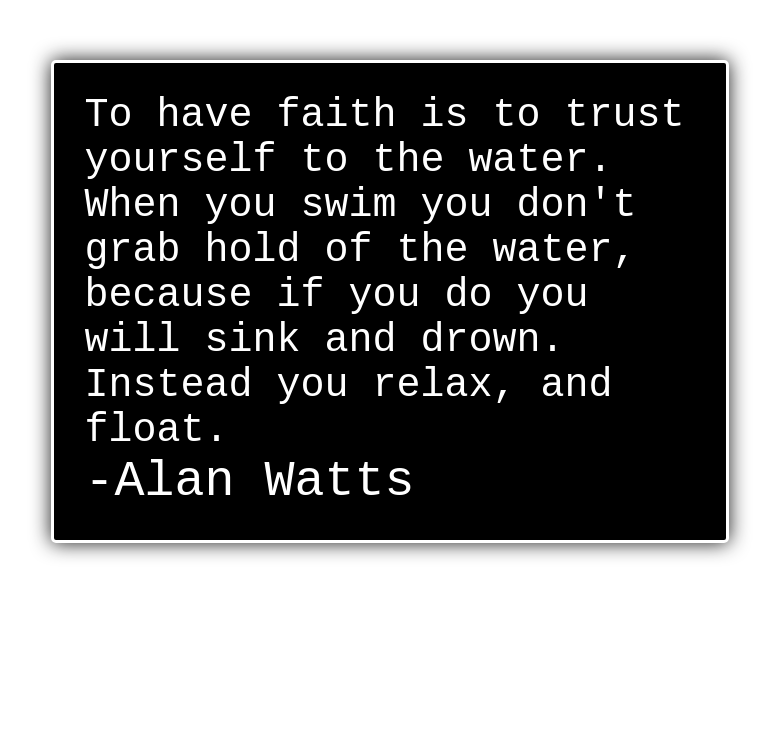 To have faith is to trust
yourself to the water.
When you swim you don't
grab hold of the water,
because if you do you
will sink and drown.
Instead you relax, and
float.
-Alan Watts